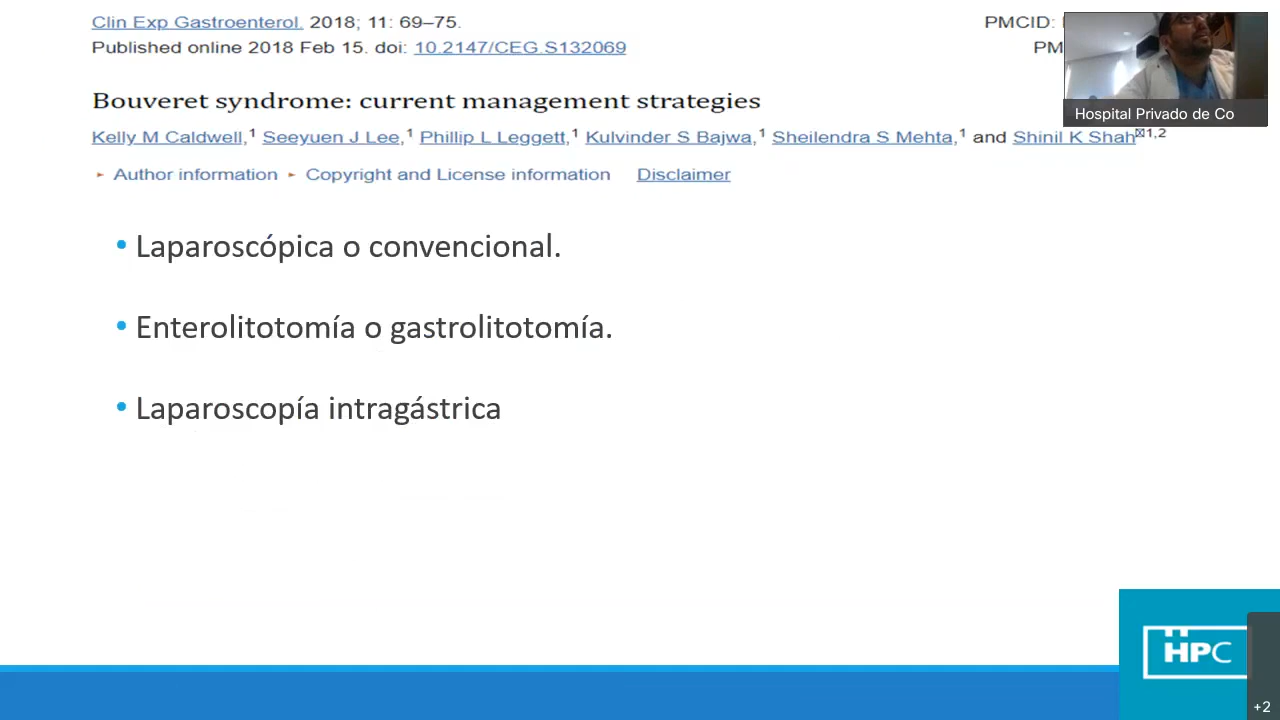 Clin Exp Gastroenterol. 2018; 11: 69–75.
PMCID:
Published online 2018 Feb 15. doi: 10.2147/CEG.S132069
PM
Bouveret syndrome: current management strategies
Kelly M Caldwell,1 Seeyuen J Lee,1 Phillip L Leggett,1 Kulvinder S Bajwa,1 Sheilendra S Mehta,1 and Shinil K Shah1,2
► Author information ► Copyright and License information Disclaimer
Hospital Privado de Co
• Laparoscópica o convencional.
• Enterolitotomía o gastrolitotomía.
• Laparoscopía intragástrica
HPC
+2